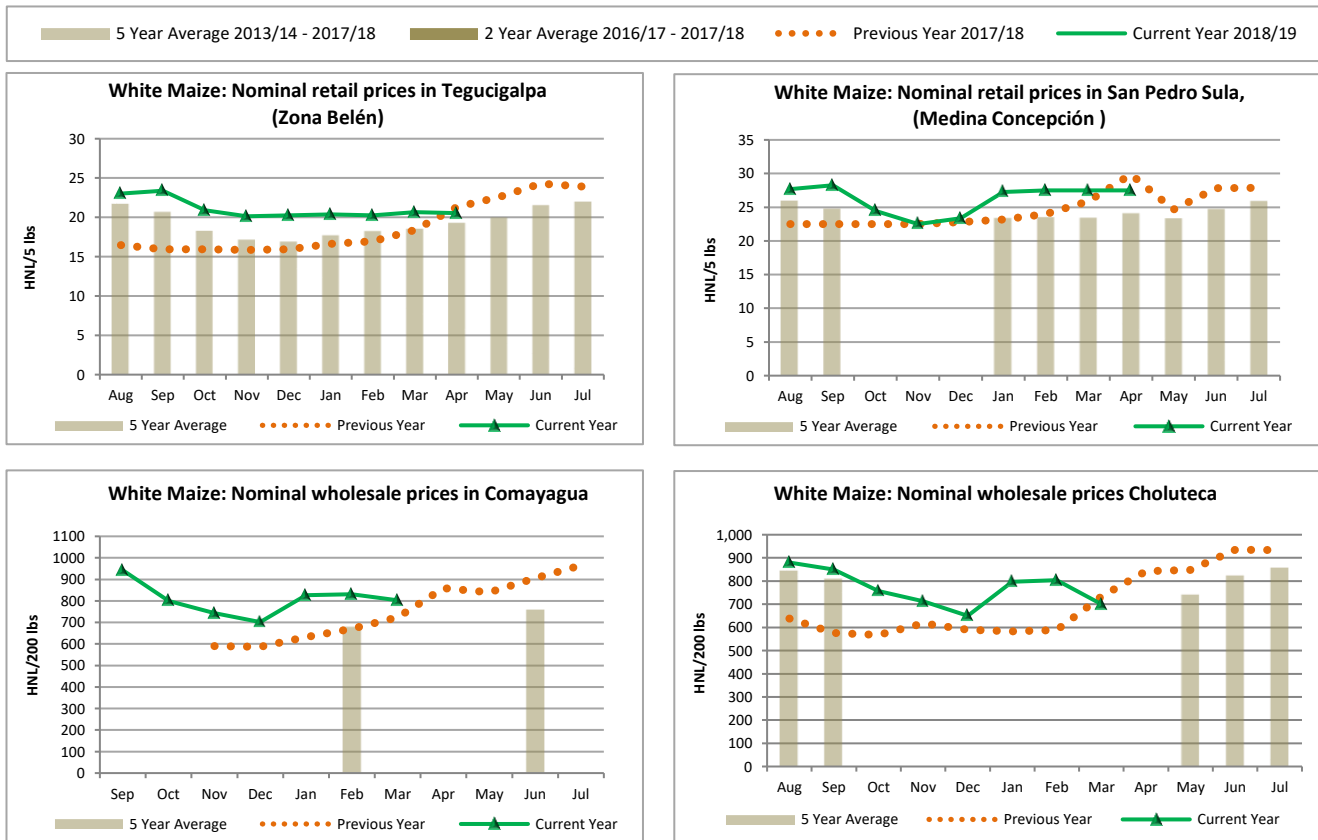 5 Year Average 2013/14 - 2017/18 2 Year Average 2016/17 - 2017/18 Previous Year 2017/18 Current Year 2018/19
White Maize: Nominal retail prices in Tegucigalpa
(Zona Belén)
HNL/5 lbs
30
25
20
15
10
5
0
Aug Sep Oct Nov Dec Jan Feb Mar Apr May Jun Jul
5 Year Average Previous Year Current Year
White Maize: Nominal retail prices in San Pedro Sula,
(Medina Concepción )
HNL/5 lbs
35
30
25
20
15
10
5
0
Aug Sep Oct Nov Dec Jan Feb Mar Apr May Jun Jul
5 Year Average Previous Year Current Year
White Maize: Nominal wholesale prices in Comayagua
HNL/200 lbs
1100
1000
900
800
700
600
500
400
300
200
100
0
Sep Oct Nov Dec Jan Feb Mar Apr May Jun Jul
5 Year Average Previous Year Current Year
White Maize: Nominal wholesale prices Choluteca
HNL/200 lbs
1,000
900
800
700
600
500
400
300
200
100
0
Aug Sep Oct Nov Dec Jan Feb Mar Apr May Jun Jul
5 Year Average Previous Year Current Year